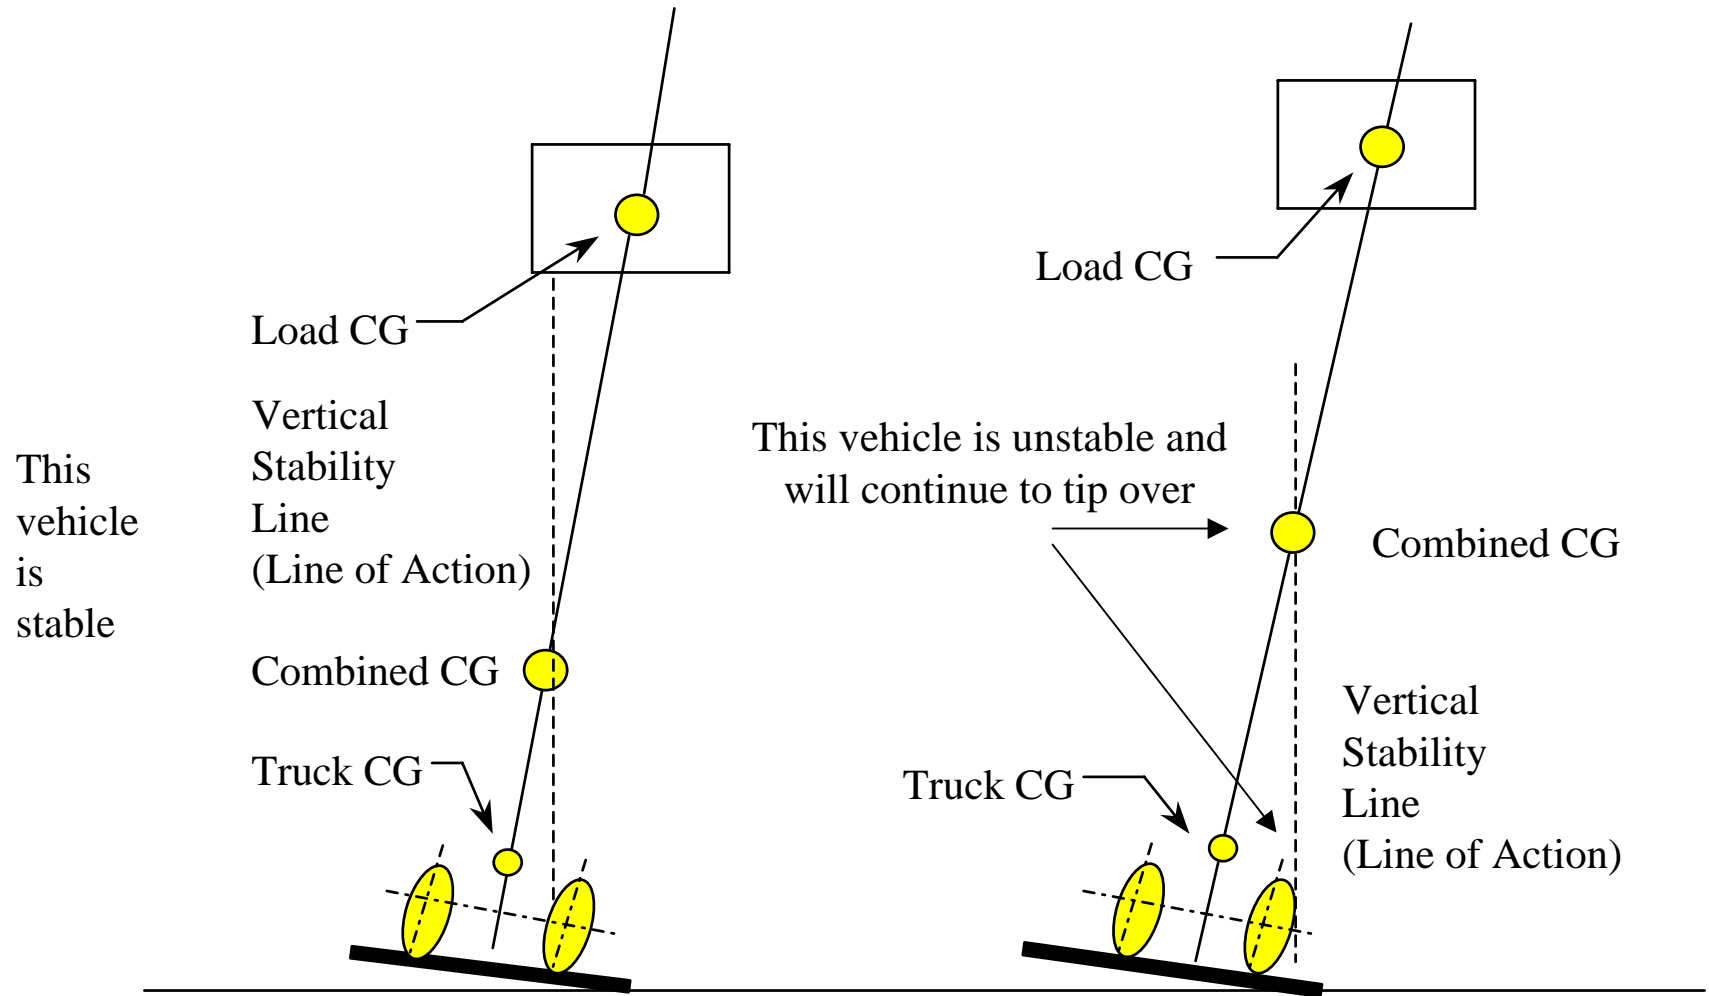 This
vehicle
is
stable
Load CG
Vertical
Stability
Line
(Line of Action)
Combined CG
Truck CG
Load CG
This vehicle is unstable and
will continue to tip over
Combined CG
Truck CG
Vertical
Stability
Line
(Line of Action)